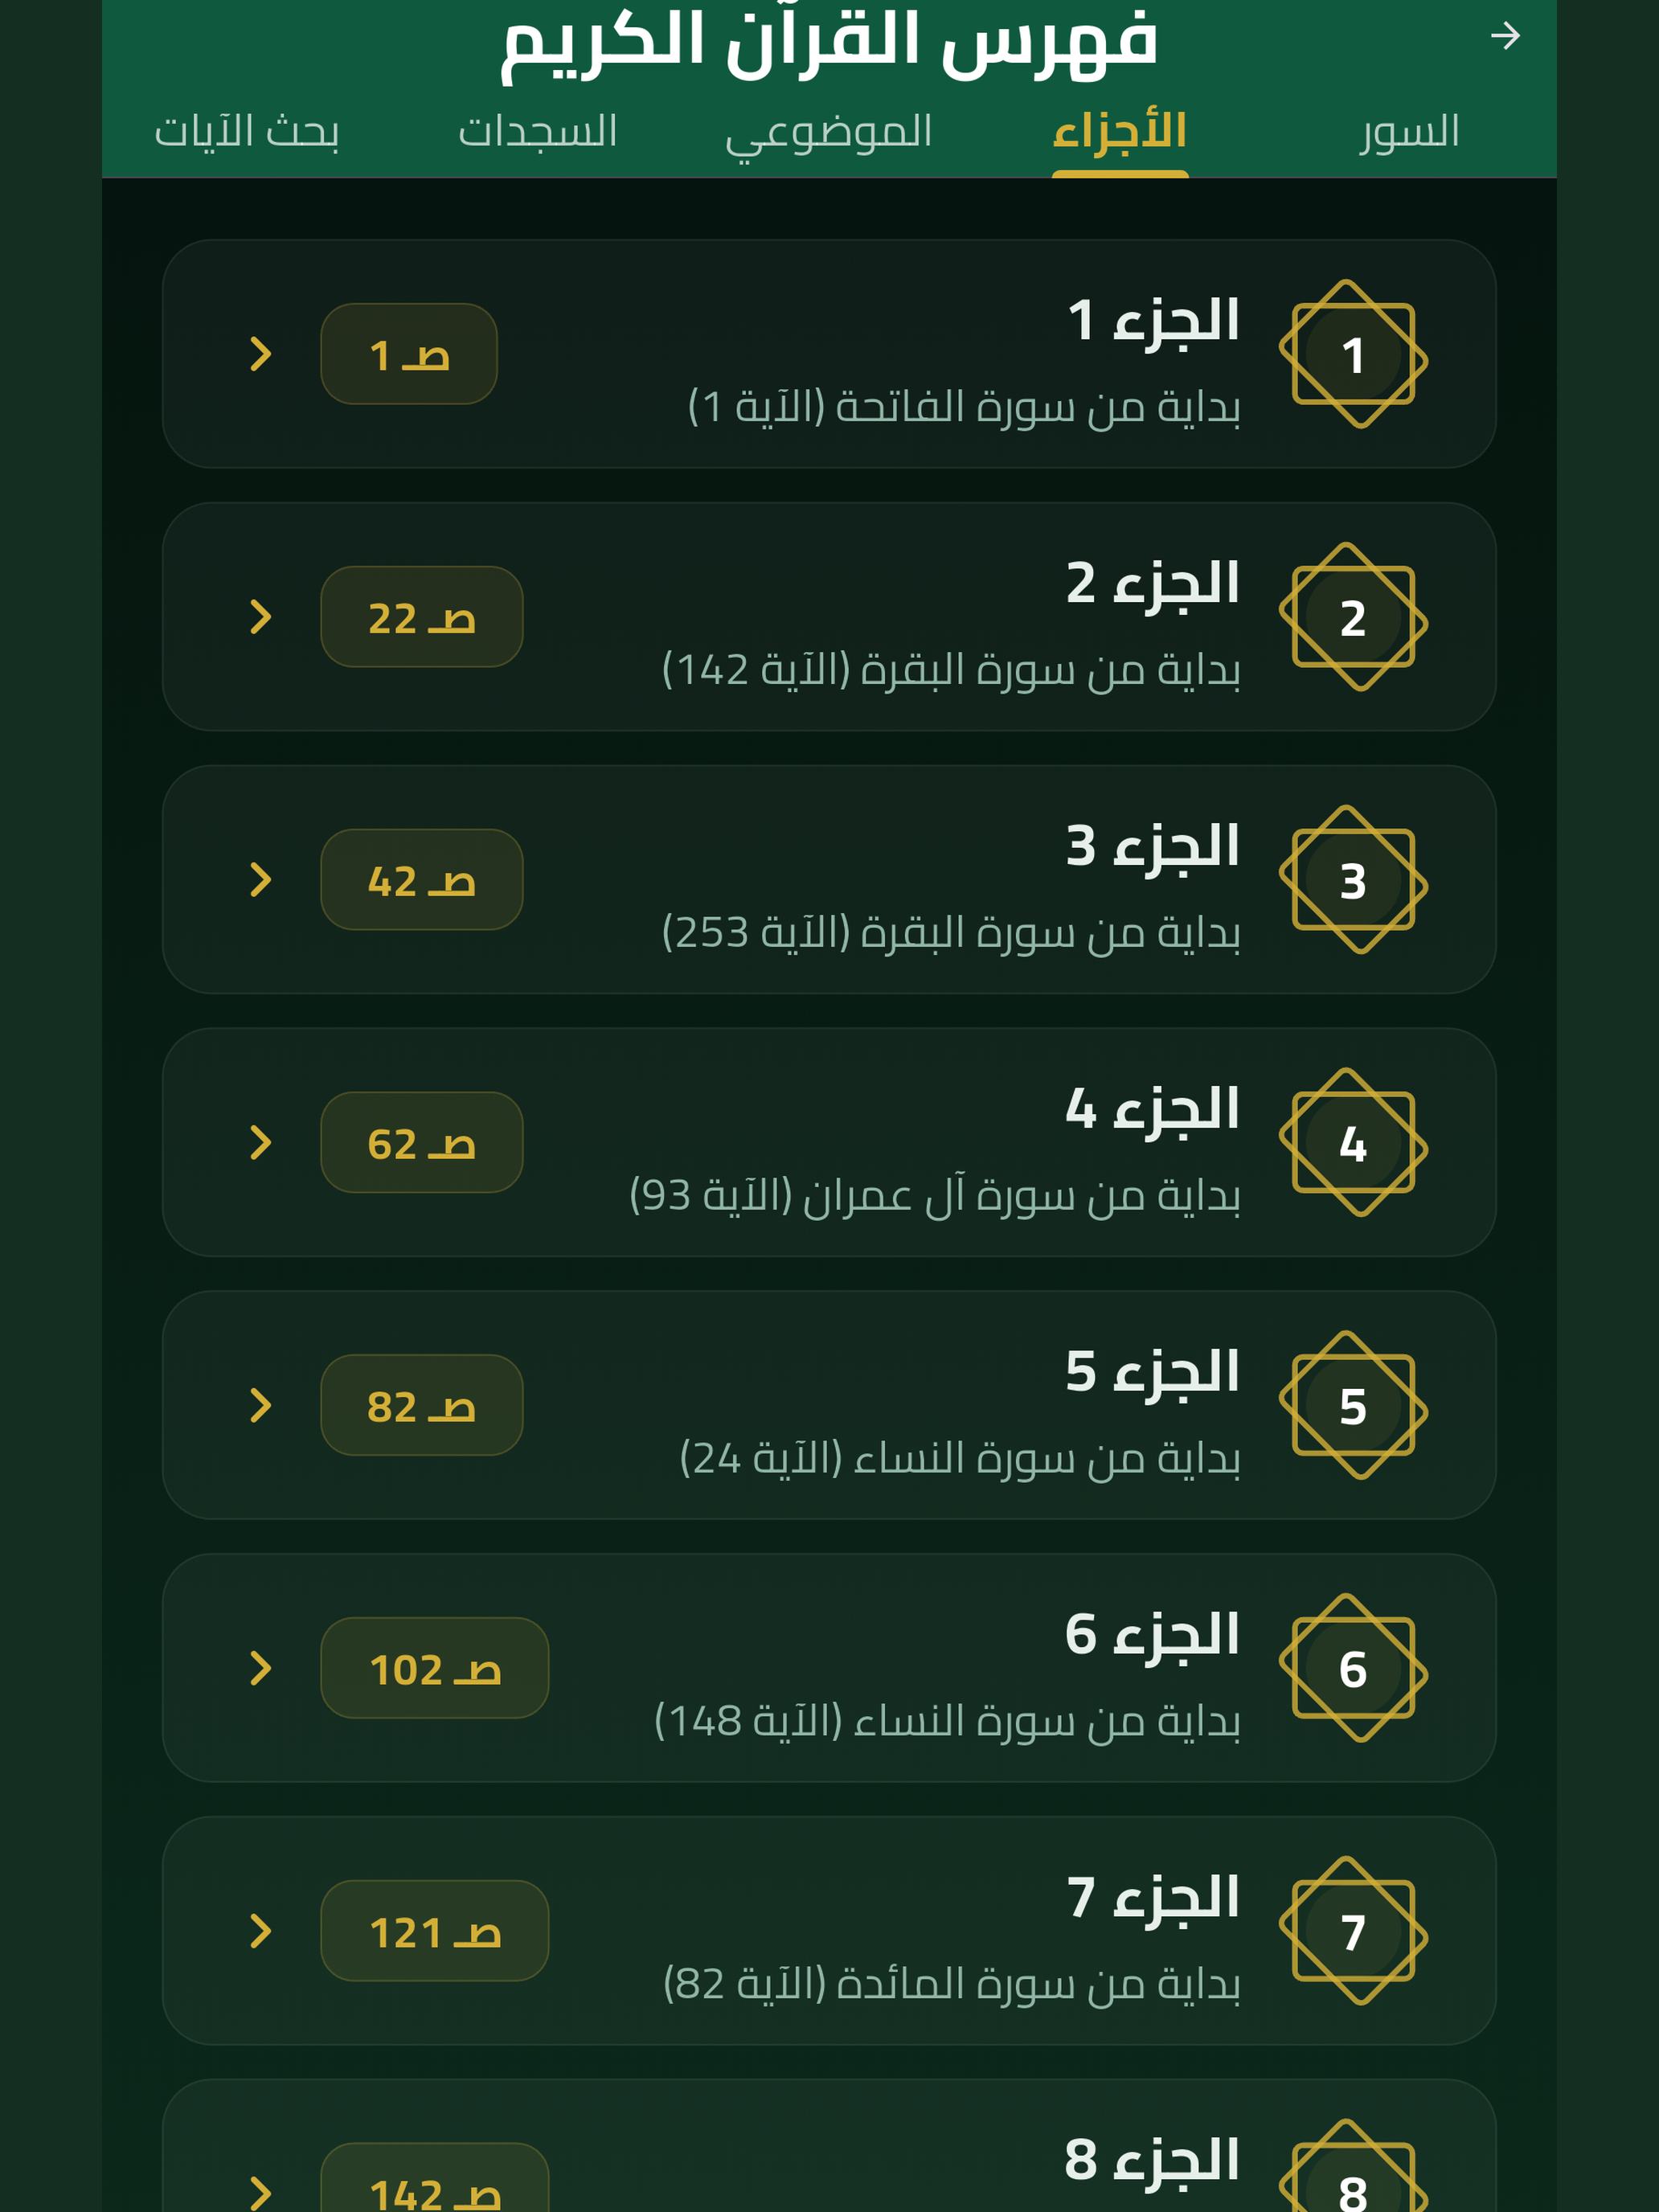 فهرس القرآن الكريم
السور الأجزاء الموضوعي السجدات بحث الآيات
1
الجزء 1
بداية من سورة الفاتحة (الآية 1)
صـ 1
2
الجزء 2
بداية من سورة البقرة (الآية 142)
صـ 22
3
الجزء 3
بداية من سورة البقرة (الآية 253)
صـ 42
4
الجزء 4
بداية من سورة آل عمران (الآية 93)
صـ 62
5
الجزء 5
بداية من سورة النساء (الآية 24)
صـ 82
6
الجزء 6
بداية من سورة النساء (الآية 148)
صـ 102
7
الجزء 7
بداية من سورة المائدة (الآية 82)
صـ 121
8
الجزء 8
صـ 142